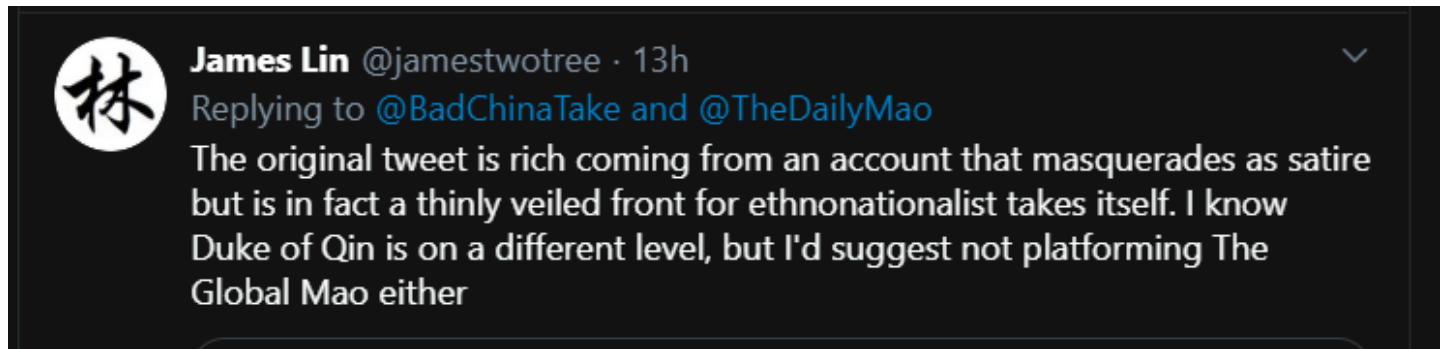 林
James Lin @jamestwotree · 13h
Replying to @BadChinaTake and @TheDailyMao
The original tweet is rich coming from an account that masquerades as satire
but is in fact a thinly veiled front for ethnonationalist takes itself. I know
Duke of Qin is on a different level, but I'd suggest not platforming The
Global Mao either